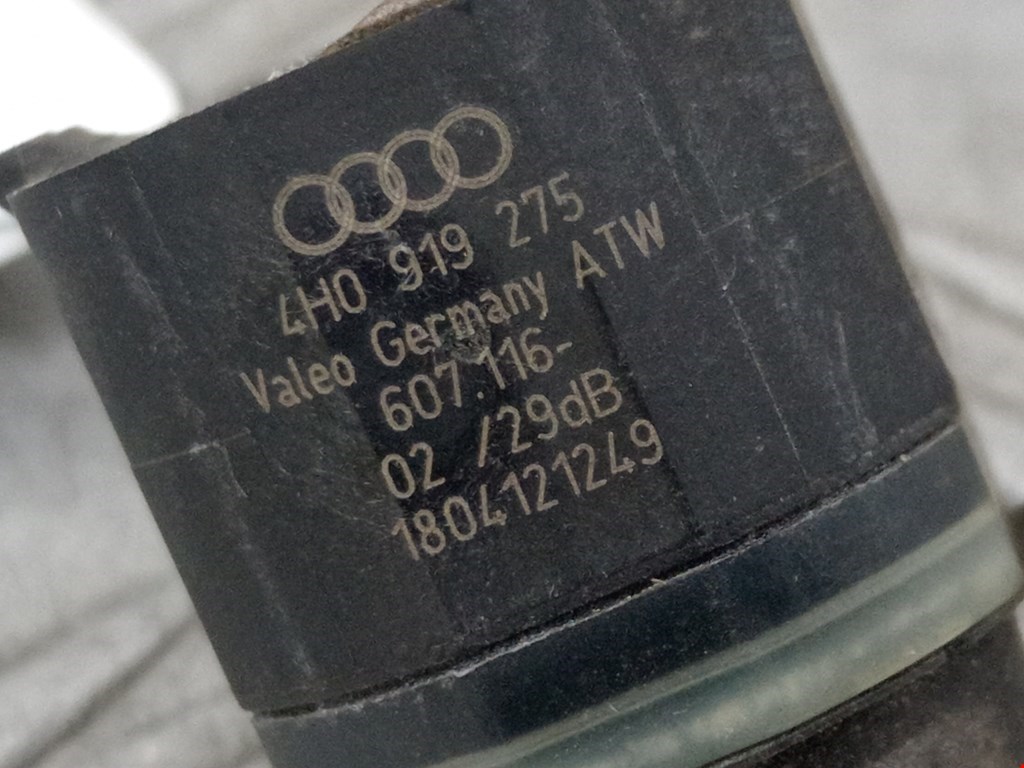 4H0 919 275
Valeo Germany ATW
607.116-
02 /29dB
1804121249